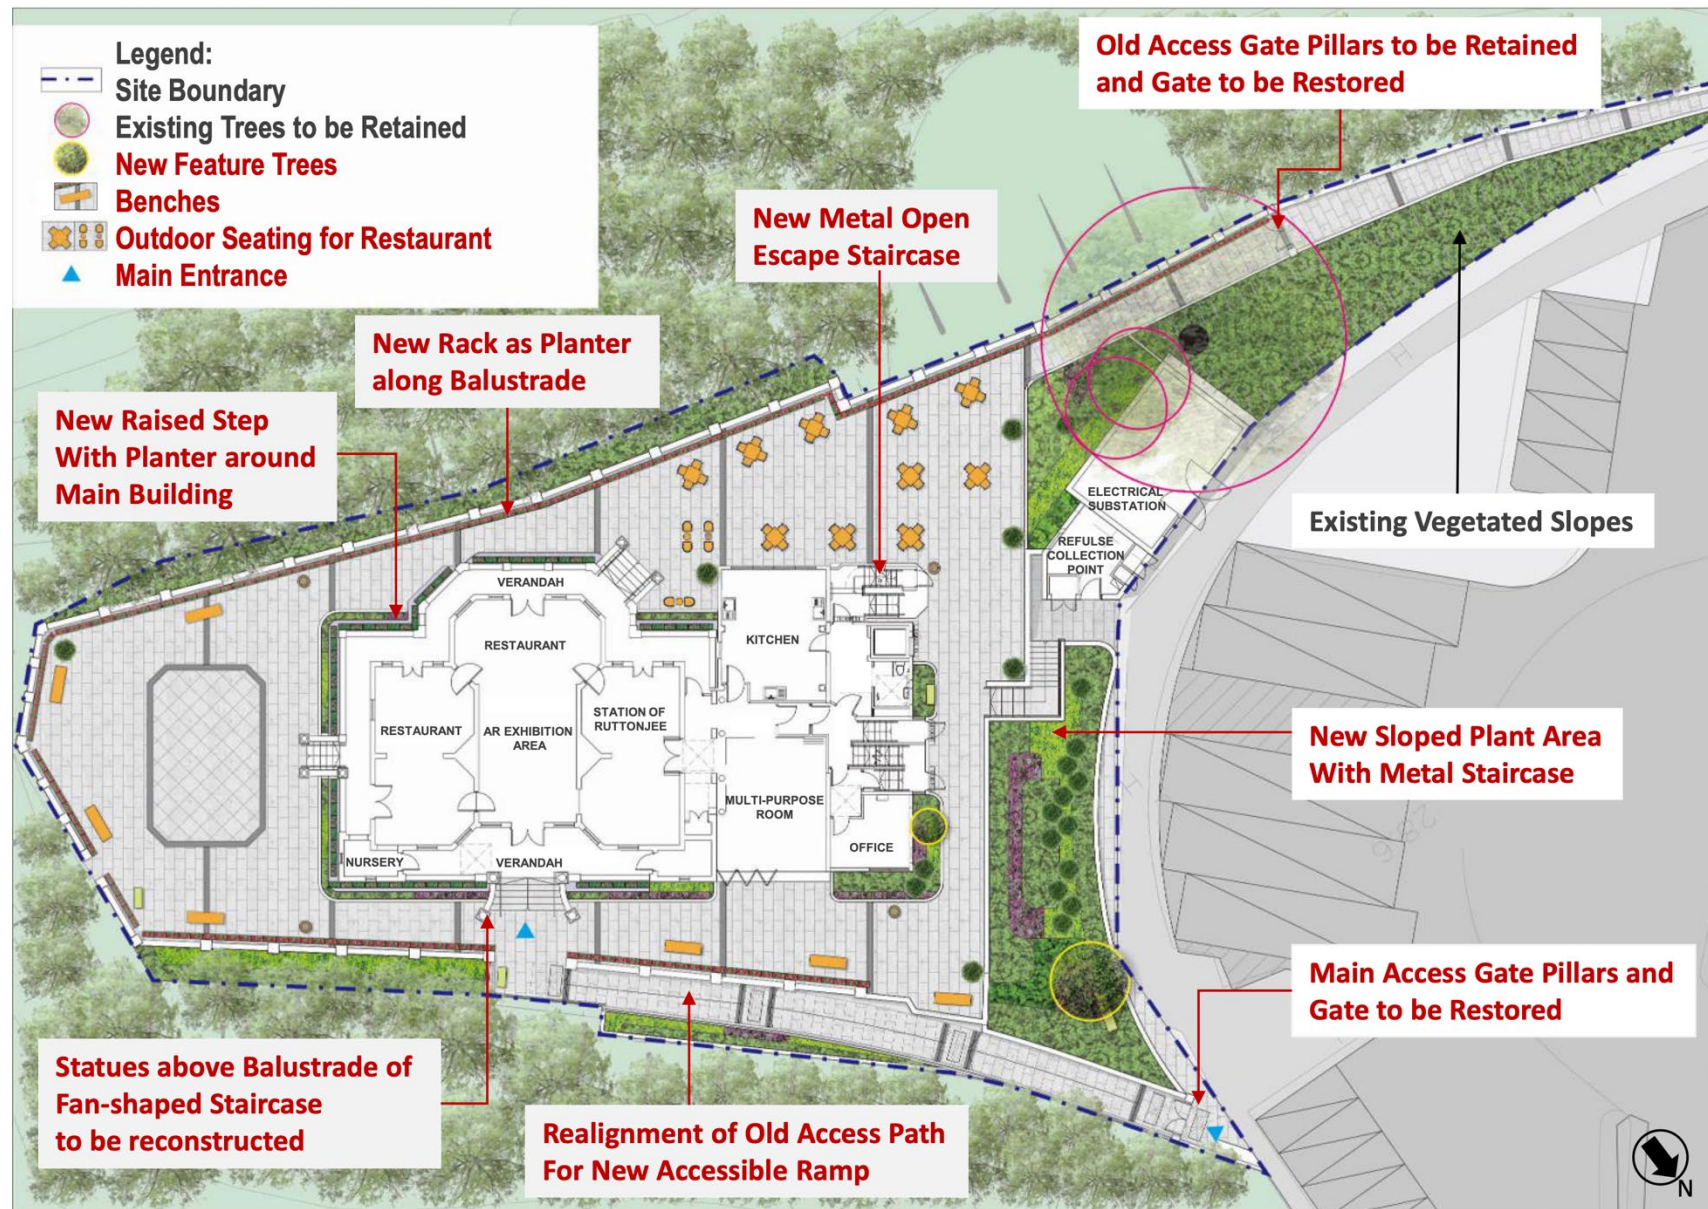 Legend:
Site Boundary
Existing Trees to be Retained
New Feature Trees
Benches
Outdoor Seating for Restaurant
Main Entrance
Old Access Gate Pillars to be Retained
and Gate to be Restored
New Metal Open
Escape Staircase
New Rack as Planter
along Balustrade
New Raised Step
With Planter around
Main Building
Existing Vegetated Slopes
ELECTRICAL
SUBSTATION
REFULSE
COLLECTION
POINT
VERANDAH
RESTAURANT
KITCHEN
RESTAURANT
AR EXHIBITION
AREA
STATION OF
RUTTONJEE
MULTI-PURPOSE
ROOM
OFFICE
NURSERY
VERANDAH
New Sloped Plant Area
With Metal Staircase
Main Access Gate Pillars and
Gate to be Restored
Statues above Balustrade of
Fan-shaped Staircase
to be reconstructed
Realignment of Old Access Path
For New Accessible Ramp
H
H
N